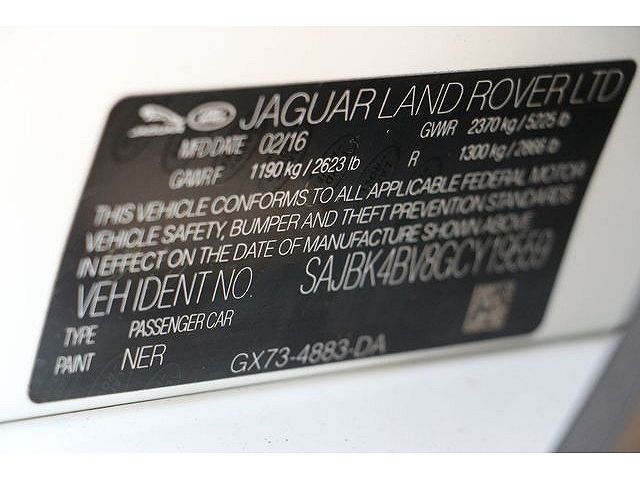 JAGUAR LAND ROVER LTD
MFD DATE 02/16 GVWR 2370 kg / 5225 lb
GAWR F 1190 kg / 2623 lb R 1300 kg / 2866 lb
THIS VEHICLE CONFORMS TO ALL APPLICABLE FEDERAL MOTOR
VEHICLE SAFETY, BUMPER AND THEFT PREVENTION STANDARDS
IN EFFECT ON THE DATE OF MANUFACTURE SHOWN ABOVE.
VEH IDENT NO. SAJBK4BV8GCY19559
TYPE PASSENGER CAR
PAINT NER GX73-4883-DA